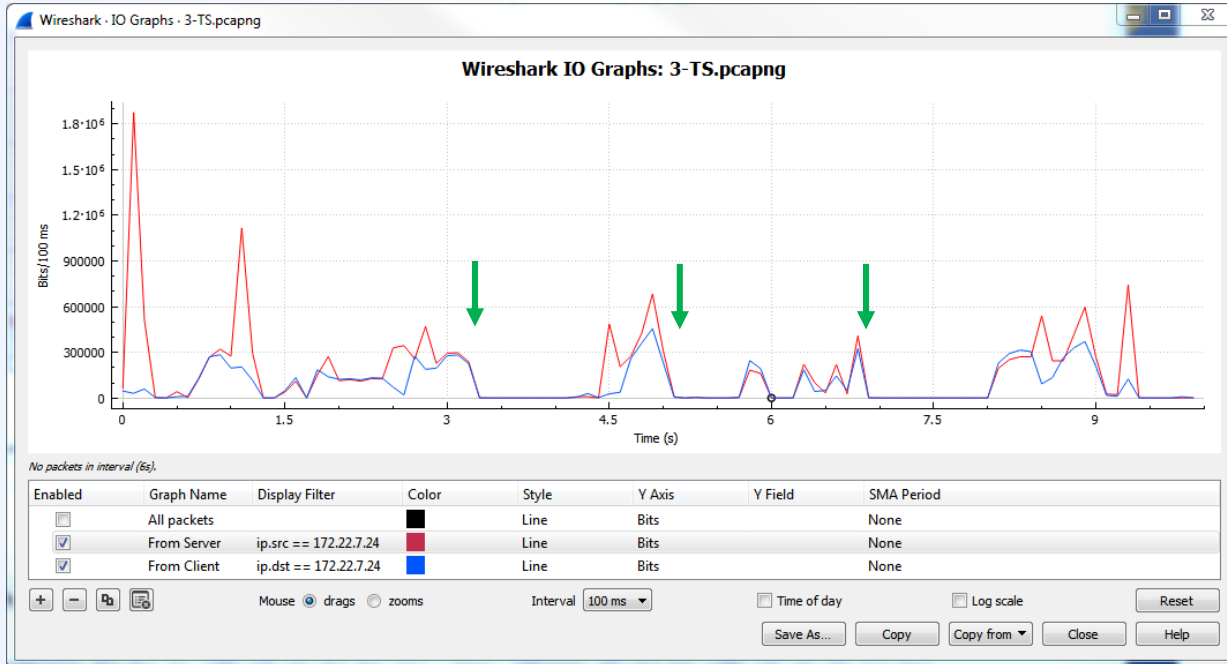 Wireshark · IO Graphs · 3-TS.pcapng
Wireshark IO Graphs: 3-TS.pcapng
1.8·10⁶
1.5·10⁶
1.2·10⁶
900000
600000
300000
0
Bits/100 ms
0 1.5 3 4.5 6 7.5 9
Time (s)
No packets in interval (6s).
Enabled Graph Name Display Filter Color Style Y Axis Y Field SMA Period
All packets Line Bits None
From Server ip.src == 172.22.7.24 Line Bits None
From Client ip.dst == 172.22.7.24 Line Bits None
+ − Mouse drags zooms Interval 100 ms Time of day Log scale Reset
Save As... Copy Copy from Close Help